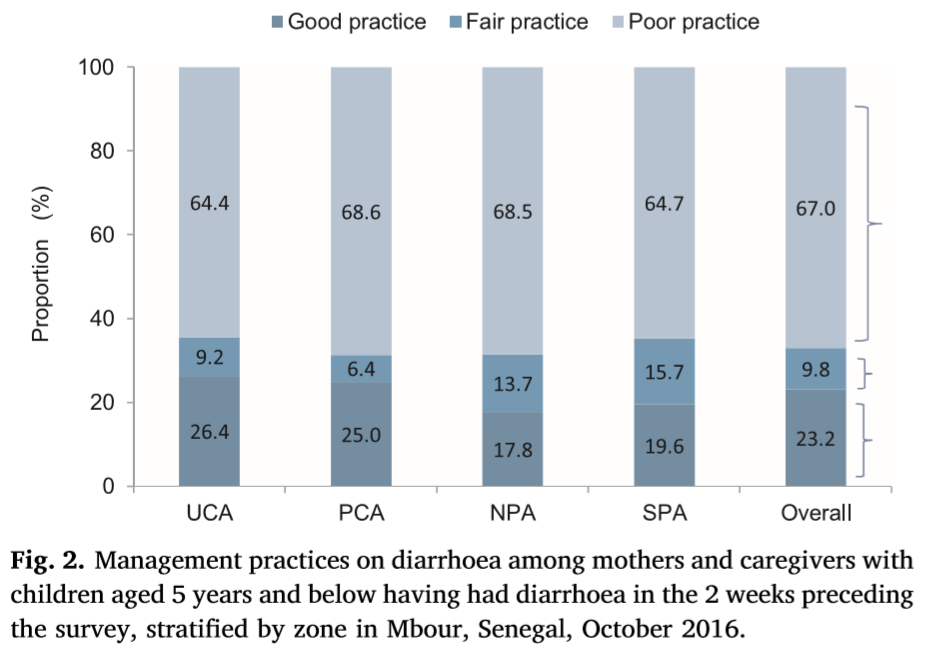 Good practice Fair practice Poor practice
Proportion (%)
100
80
60
40
20
0
64.4 68.6 68.5 64.7 67.0
9.2 6.4 13.7 15.7 9.8
26.4 25.0 17.8 19.6 23.2
UCA PCA NPA SPA Overall
Fig. 2. Management practices on diarrhoea among mothers and caregivers with
children aged 5 years and below having had diarrhoea in the 2 weeks preceding
the survey, stratified by zone in Mbour, Senegal, October 2016.